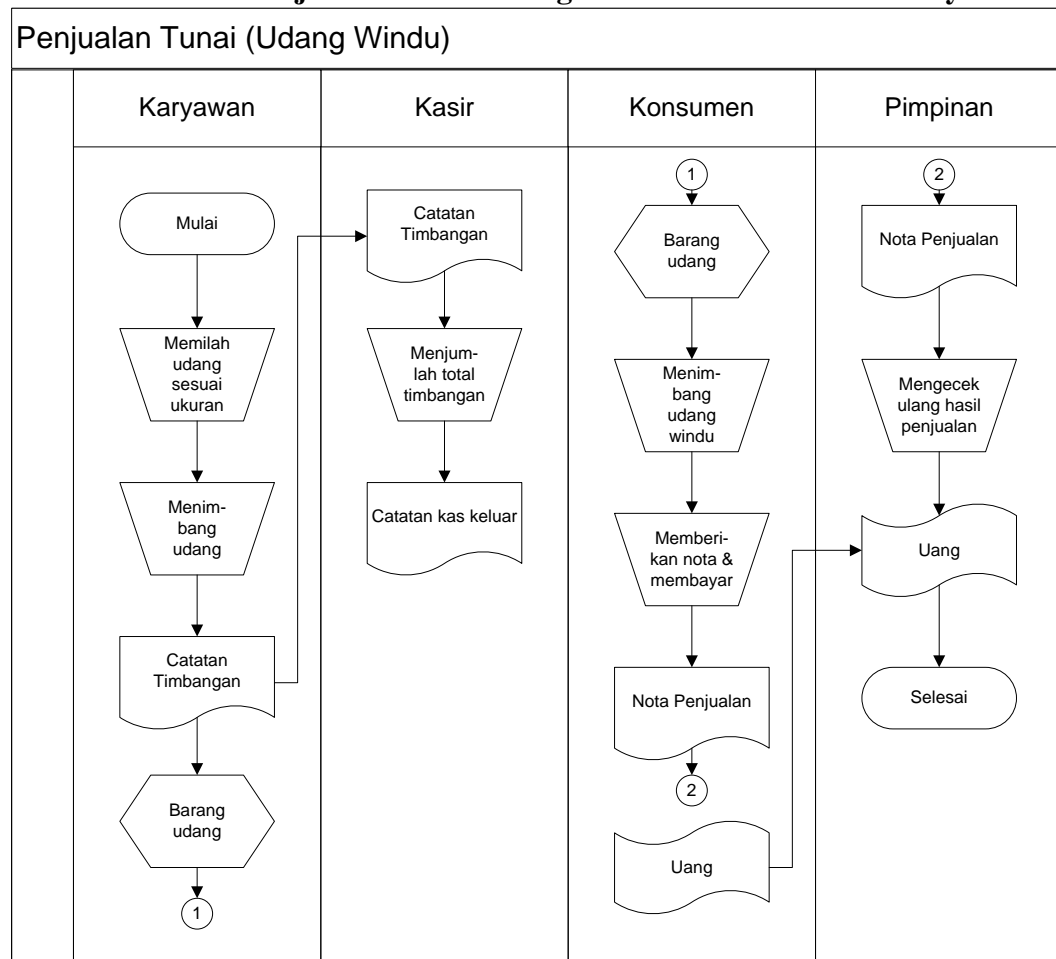 Penjualan Tunai (Udang Windu)
Karyawan
Kasir
Konsumen
Pimpinan
Mulai
Memilah
udang
sesuai
ukuran
Menim-
bang
udang
Catatan
Timbangan
Barang
udang
1
Catatan
Timbangan
Menjum-
lah total
timbangan
Catatan kas keluar
1
Barang
udang
Menim-
bang
udang
windu
Memberi-
kan nota &
membayar
Nota Penjualan
2
Uang
2
Nota Penjualan
Mengecek
ulang hasil
penjualan
Uang
Selesai